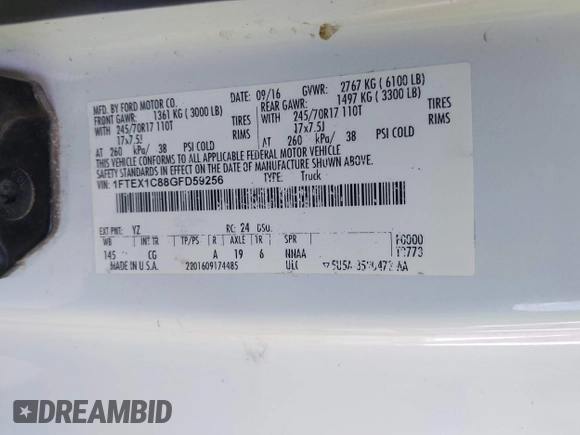 MFD. BY FORD MOTOR CO.
DATE: 09/16 GVWR: 2767 KG ( 6100 LB)
FRONT GAWR: 1361 KG ( 3000 LB) REAR GAWR: 1497 KG ( 3300 LB)
WITH 245/70R17 110T TIRES WITH 245/70R17 110T TIRES
17x7.5J RIMS 17x7.5J RIMS
AT 260 kPa/ 38 PSI COLD AT 260 kPa/ 38 PSI COLD
THIS VEHICLE CONFORMS TO ALL APPLICABLE FEDERAL MOTOR VEHICLE
SAFETY STANDARDS IN EFFECT ON THE DATE OF MANUFACTURE SHOWN ABOVE.
VIN: 1FTEX1C88GFD59256 TYPE: Truck
EXT PNT: YZ RC: 24 DSO:
WB INT TR TP/PS R AXLE TR SPR
145 CG A 19 6 NNAA
MADE IN U.S.A. 2201609174485
DREAMBID